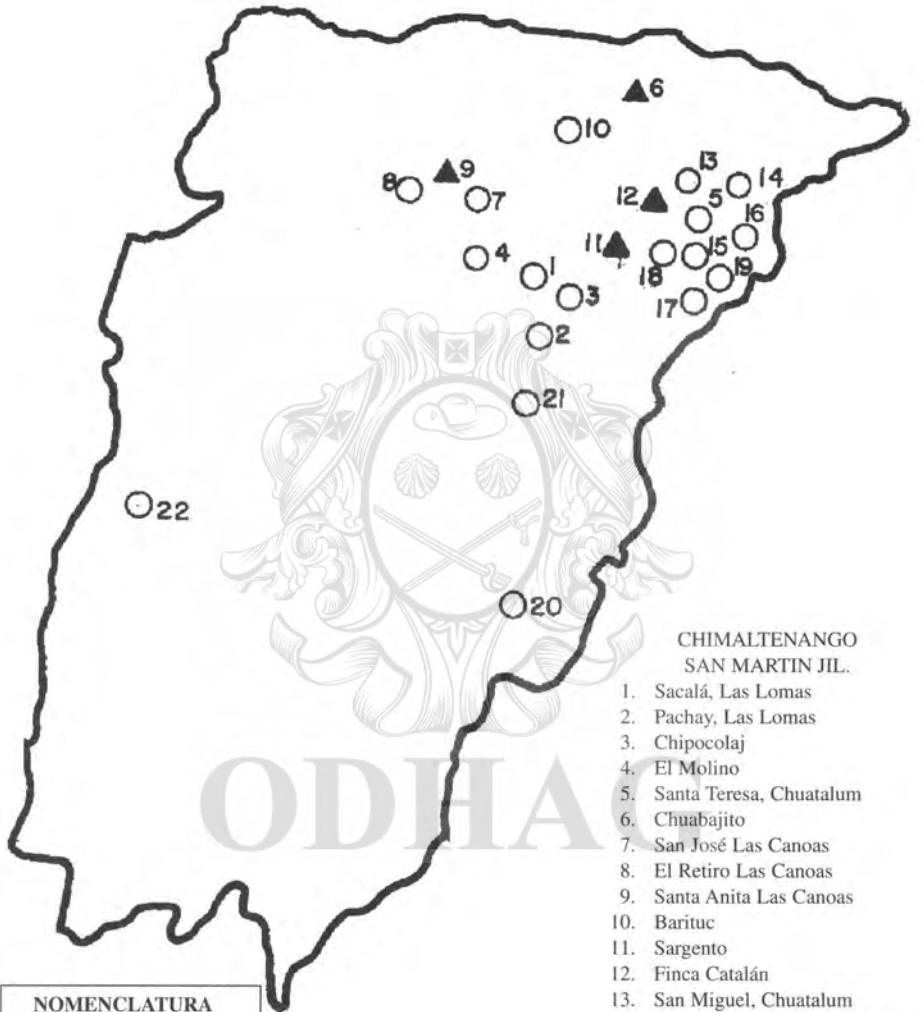 6
10
13
9
8
7
12
14
5
16
4
11
18
15
19
1
3
17
2
21
22
20
ODHAG
CHIMALTENANGO
SAN MARTIN JIL.
1. Sacalá, Las Lomas
2. Pachay, Las Lomas
3. Chipocolaj
4. El Molino
5. Santa Teresa, Chuatalum
6. Chuabajito
7. San José Las Canoas
8. El Retiro Las Canoas
9. Santa Anita Las Canoas
10. Barituc
11. Sargento
12. Finca Catalán
13. San Miguel, Chuatalum
NOMENCLATURA